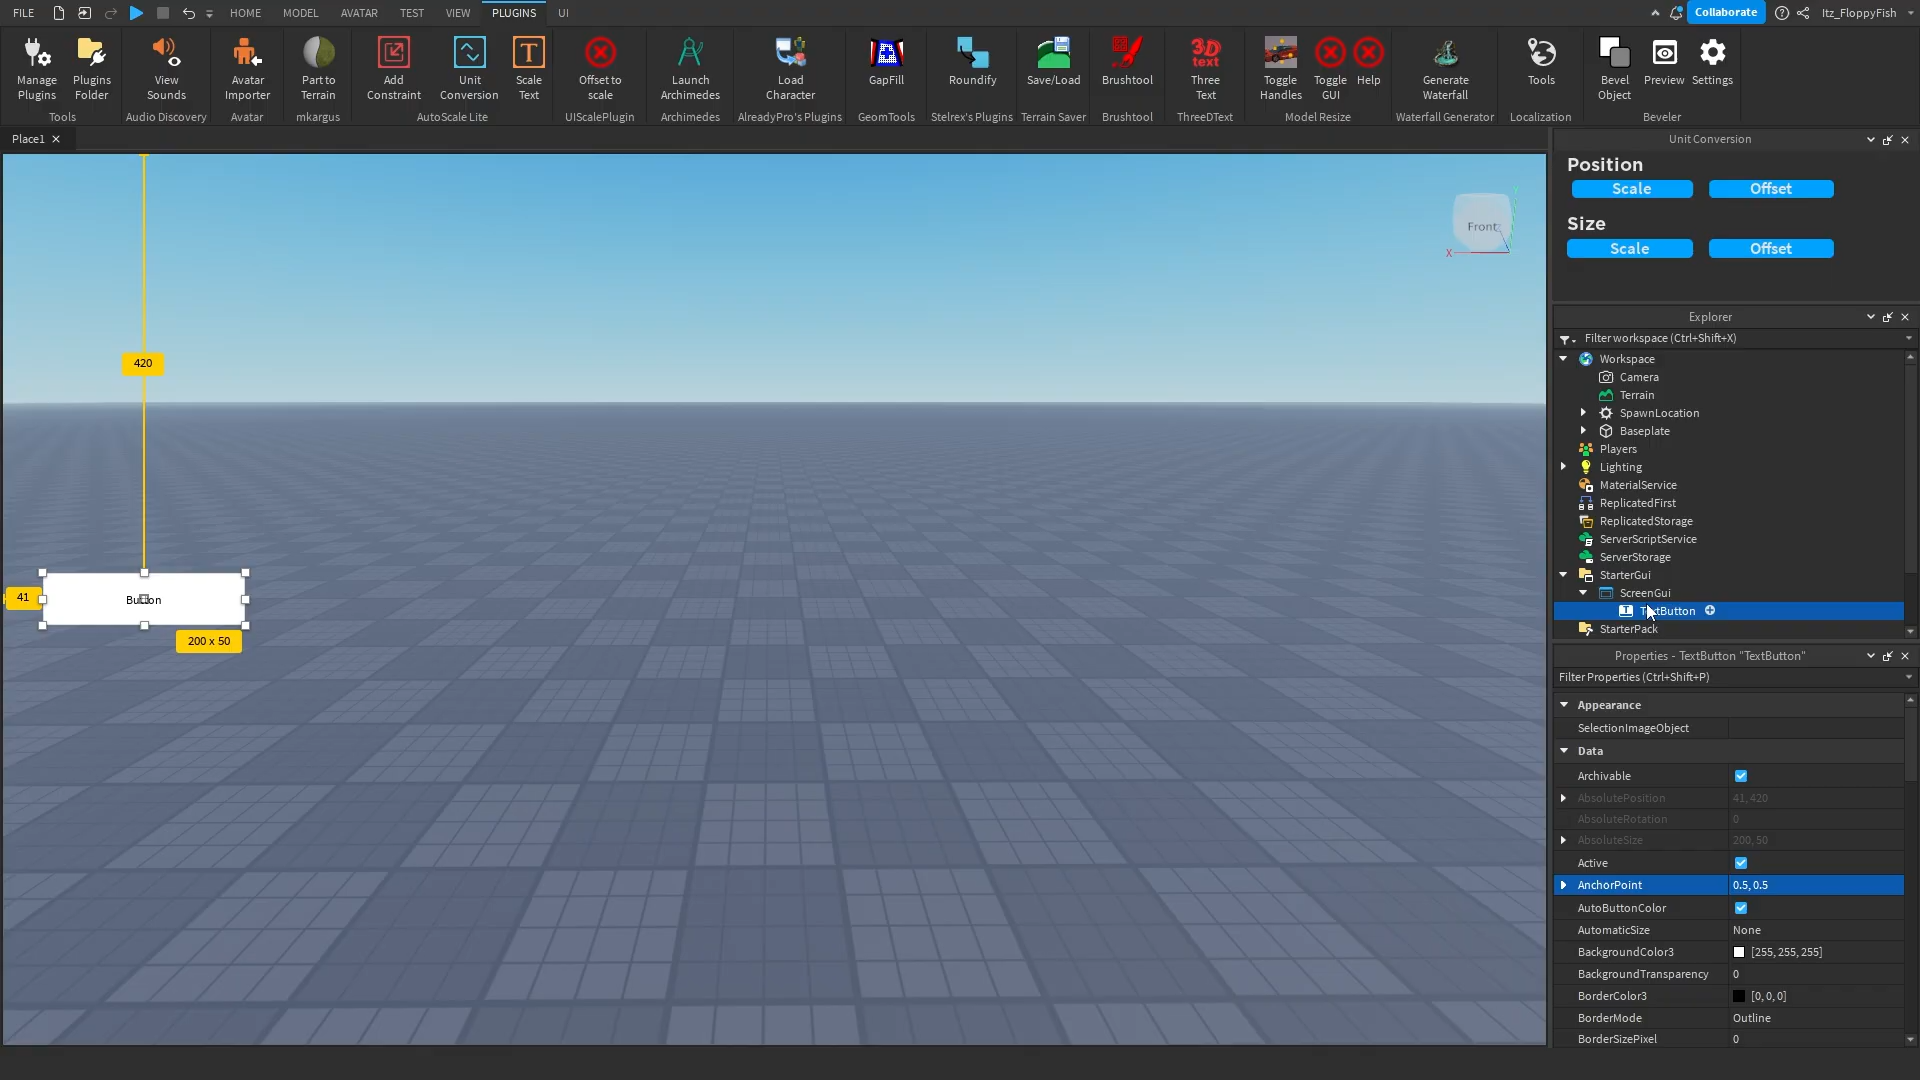 FILE HOME MODEL AVATAR TEST VIEW PLUGINS UI Collaborate Itz_FloppyFish
Manage Plugins
Plugins Folder
Tools
View Sounds
Audio Discovery
Avatar Importer
Avatar
Part to Terrain
mkargus
Add Constraint
Unit Conversion
Scale Text
AutoScale Lite
Offset to scale
UIScalePlugin
Launch Archimedes
Archimedes
Load Character
AlreadyPro's Plugins
GapFill
GeomTools
Roundify
Stelrex's Plugins
Save/Load
Terrain Saver
Brushtool
Brushtool
3D text
Three Text
ThreeDText
Toggle Handles
Toggle GUI
Help
Model Resize
Generate Waterfall
Waterfall Generator
Tools
Localization
Bevel Object
Preview
Settings
Beveler
Place1
420
41
Button
200 x 50
Front
X
Y
Z
Unit Conversion
Position
Scale Offset
Size
Scale Offset
Explorer
Filter workspace (Ctrl+Shift+X)
Workspace
Camera
Terrain
SpawnLocation
Baseplate
Players
Lighting
MaterialService
ReplicatedFirst
ReplicatedStorage
ServerScriptService
ServerStorage
StarterGui
ScreenGui
TextButton
StarterPack
Properties - TextButton "TextButton"
Filter Properties (Ctrl+Shift+P)
Appearance
SelectionImageObject
Data
Archivable
AbsolutePosition 41, 420
AbsoluteRotation 0
AbsoluteSize 200, 50
Active
AnchorPoint 0.5, 0.5
AutoButtonColor
AutomaticSize None
BackgroundColor3 [255, 255, 255]
BackgroundTransparency 0
BorderColor3 [0, 0, 0]
BorderMode Outline
BorderSizePixel 0